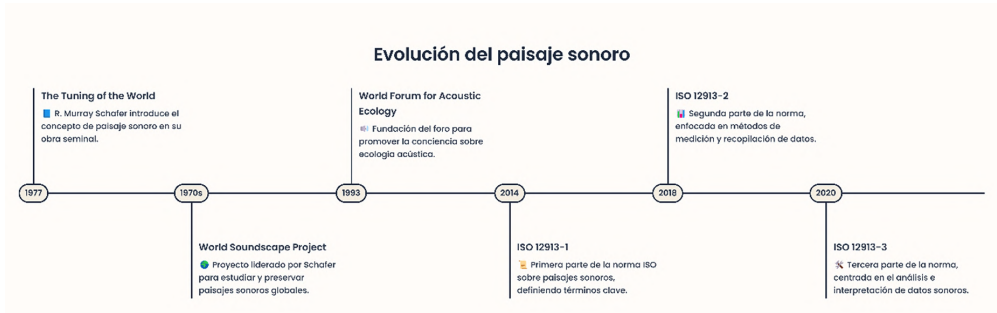 Evolución del paisaje sonoro
The Tuning of the World
📘 R. Murray Schafer introduce el
concepto de paisaje sonoro en su
obra seminal.
World Forum for Acoustic
Ecology
🔊 Fundación del foro para
promover la conciencia sobre
ecología acústica.
ISO 12913-2
📊 Segunda parte de la norma,
enfocada en métodos de
medición y recopilación de datos.
1977
1970s
1993
2014
2018
2020
World Soundscape Project
🌍 Proyecto liderado por Schafer
para estudiar y preservar
paisajes sonoros globales.
ISO 12913-1
📜 Primera parte de la norma ISO
sobre paisajes sonoros,
definiendo términos clave.
ISO 12913-3
🛠️ Tercera parte de la norma,
centrada en el análisis e
interpretación de datos sonoros.